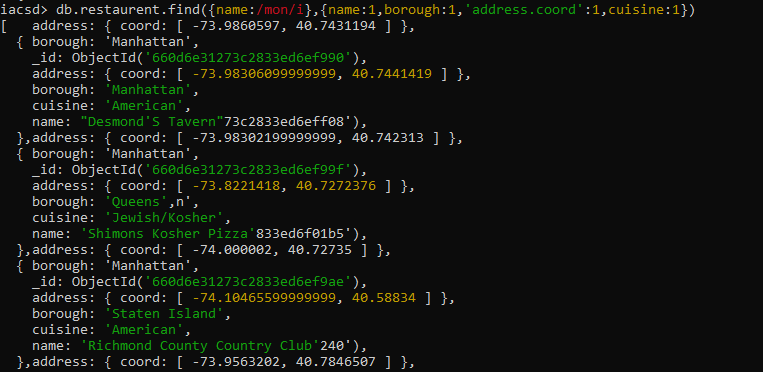 iacsd> db.restaurent.find({name:/mon/i},{name:1,borough:1,'address.coord':1,cuisine:1})
[   address: { coord: [ -73.9860597, 40.7431194 ] },
  { borough: 'Manhattan',
    _id: ObjectId('660d6e31273c2833ed6ef990'),
    address: { coord: [ -73.98306099999999, 40.7441419 ] },
    borough: 'Manhattan',
    cuisine: 'American',
    name: "Desmond'S Tavern"73c2833ed6eff08'),
  },address: { coord: [ -73.98302199999999, 40.742313 ] },
  { borough: 'Manhattan',
    _id: ObjectId('660d6e31273c2833ed6ef99f'),
    address: { coord: [ -73.8221418, 40.7272376 ] },
    borough: 'Queens',n',
    cuisine: 'Jewish/Kosher',
    name: 'Shimons Kosher Pizza'833ed6f01b5'),
  },address: { coord: [ -74.000002, 40.72735 ] },
  { borough: 'Manhattan',
    _id: ObjectId('660d6e31273c2833ed6ef9ae'),
    address: { coord: [ -74.10465599999999, 40.58834 ] },
    borough: 'Staten Island',
    cuisine: 'American',
    name: 'Richmond County Country Club'240'),
  },address: { coord: [ -73.9563202, 40.7846507 ] },